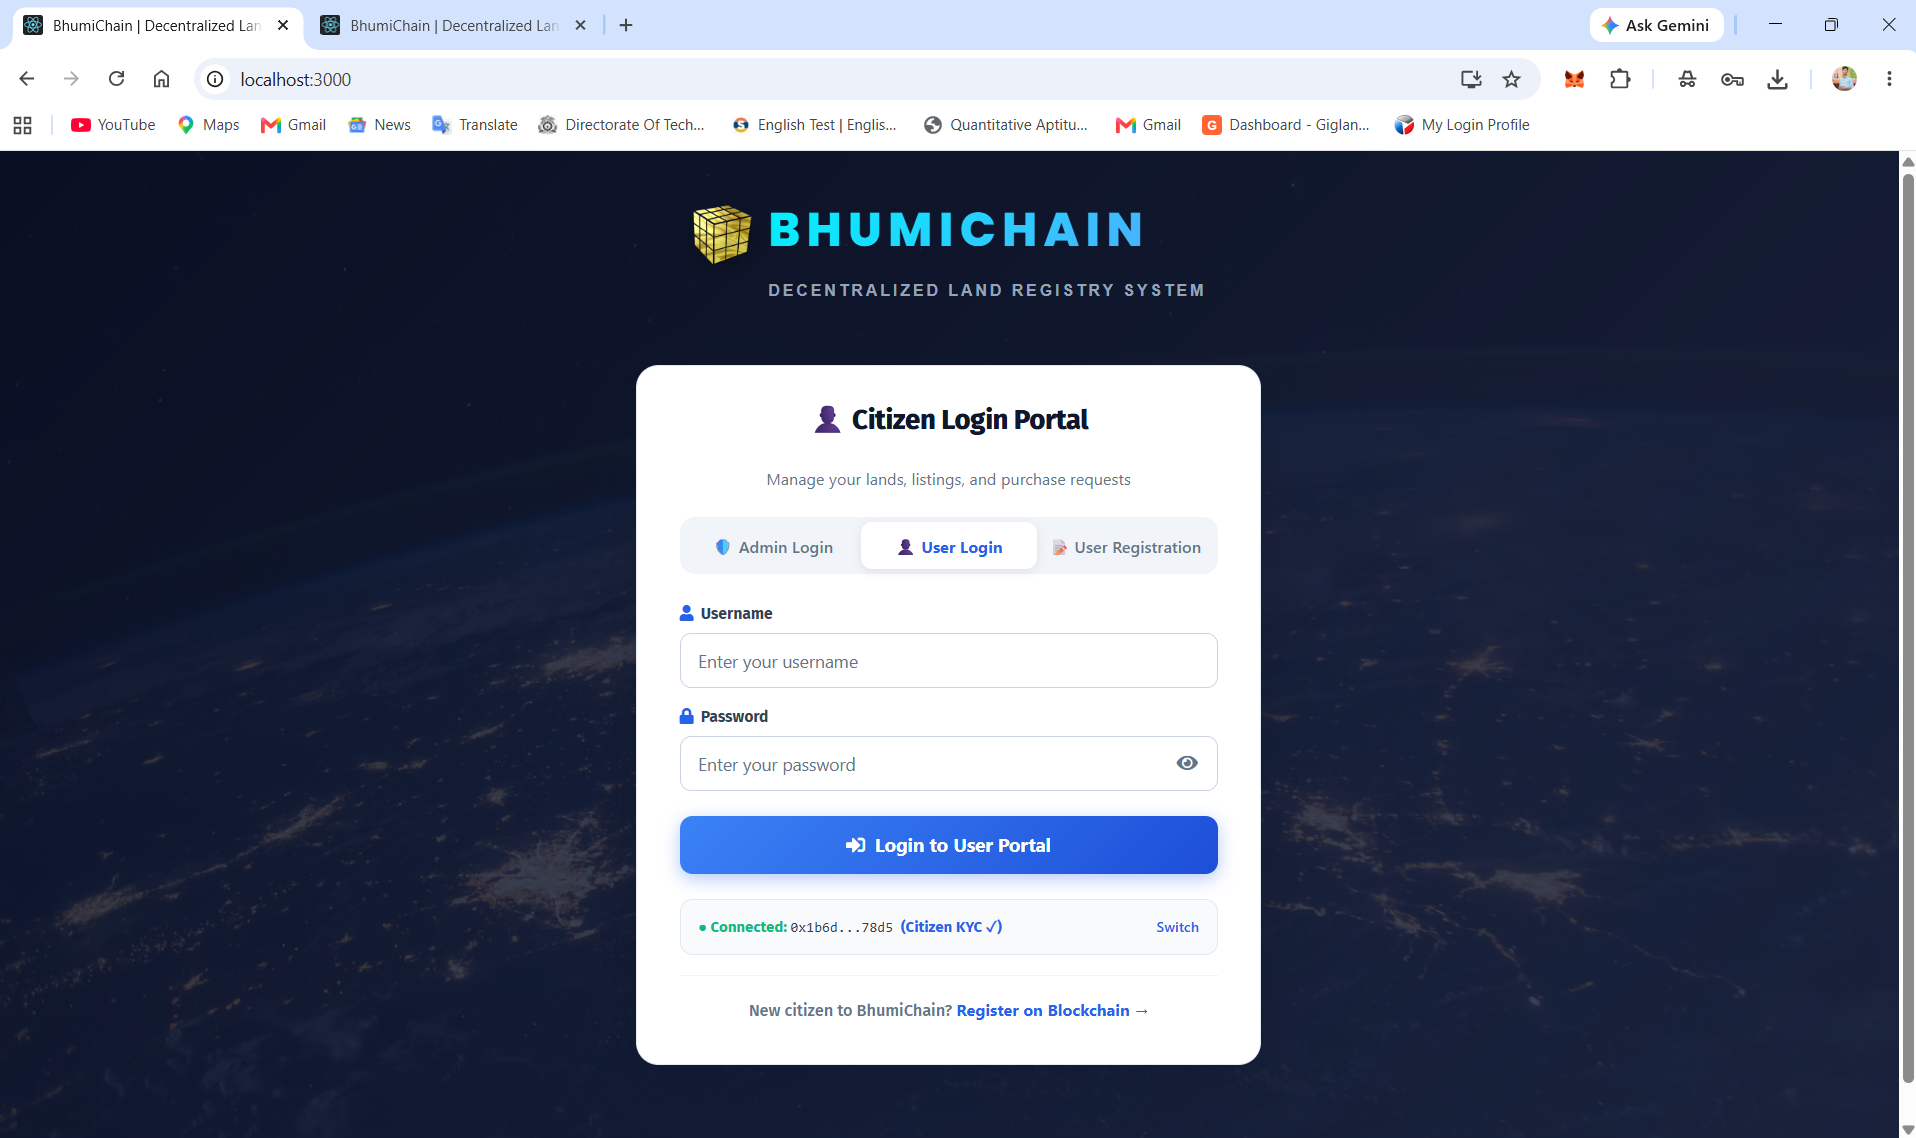 BhumiChain | Decentralized Lan
BhumiChain | Decentralized Lan
Ask Gemini
localhost:3000
YouTube
Maps
Gmail
News
Translate
Directorate Of Tech...
English Test | Englis...
Quantitative Aptitu...
Gmail
G
Dashboard - Giglan...
My Login Profile
BHUMICHAIN
DECENTRALIZED LAND REGISTRY SYSTEM
Citizen Login Portal
Manage your lands, listings, and purchase requests
Admin Login
User Login
User Registration
Username
Enter your username
Password
Enter your password
Login to User Portal
● Connected: 0x1b6d...78d5 (Citizen KYC ✓)
Switch
New citizen to BhumiChain? Register on Blockchain →